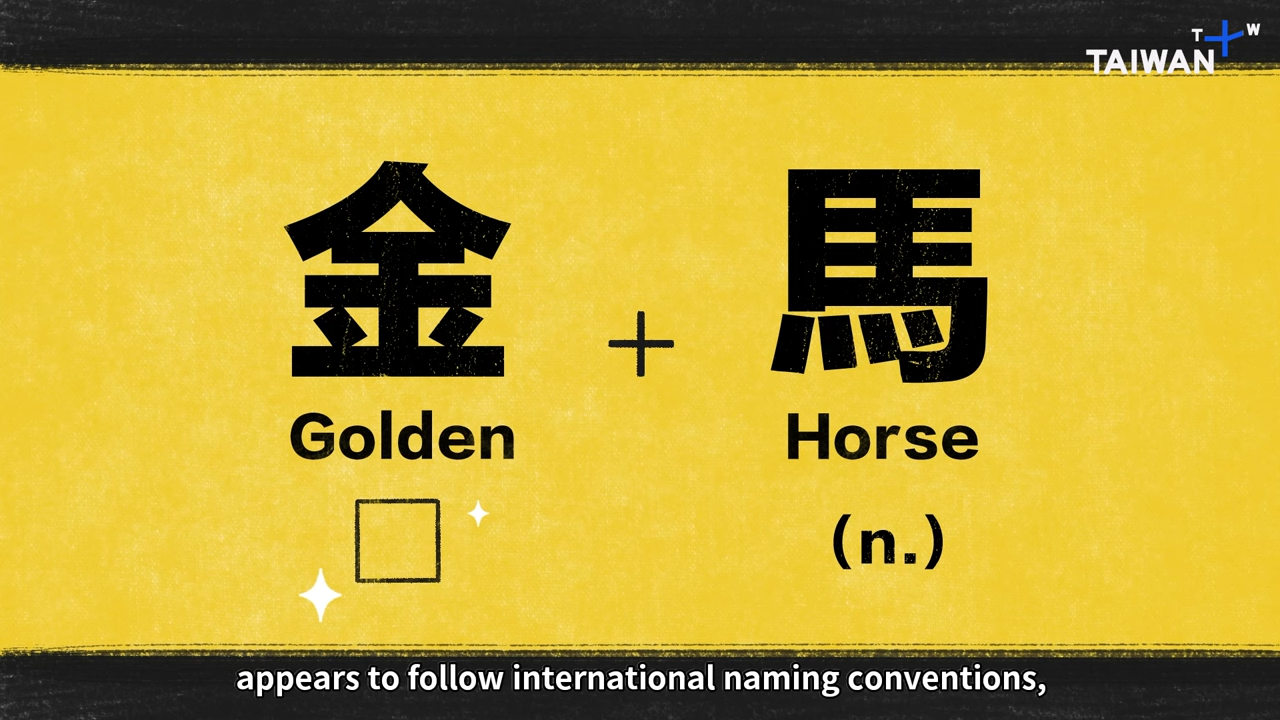 T W
TAIWAN
金 + 馬
Golden Horse
(n.)
appears to follow international naming conventions,